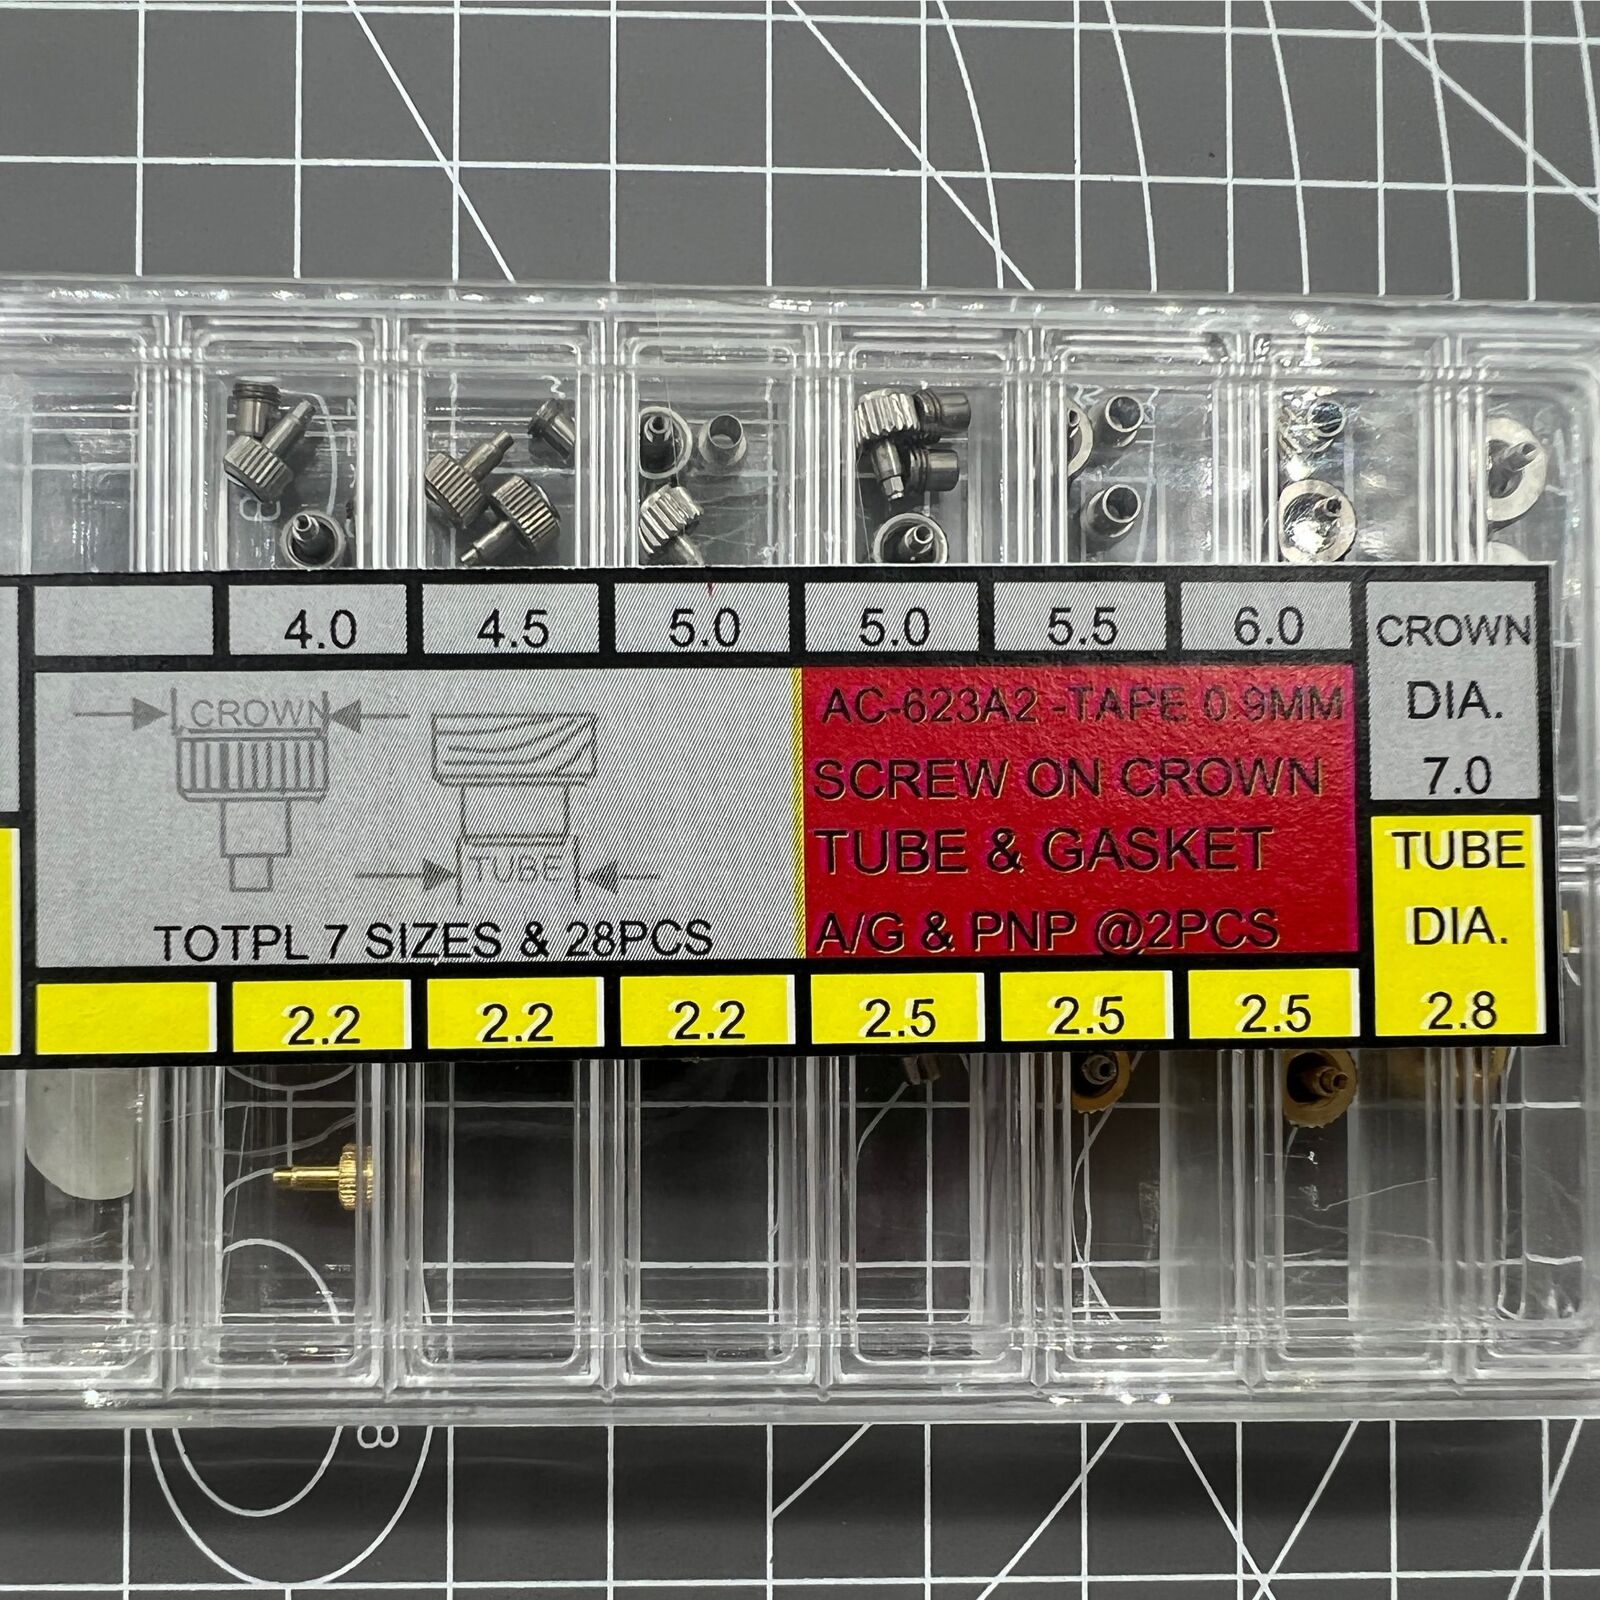 4.0 4.5 5.0 5.0 5.5 6.0 CROWN
DIA.
7.0
CROWN
TUBE
TOTPL 7 SIZES & 28PCS
AC-623A2 -TAPE 0.9MM
SCREW ON CROWN
TUBE & GASKET
A/G & PNP @2PCS
TUBE
DIA.
2.2 2.2 2.2 2.5 2.5 2.5 2.8
8
8